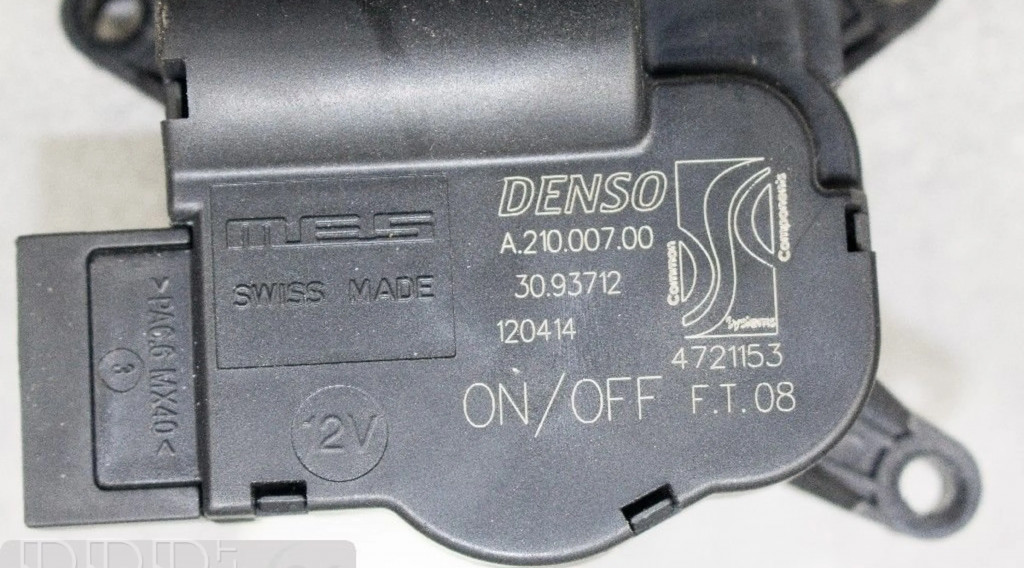 MES
SWISS MADE
12V
>PA6.6 MX40<
3
DENSO
A.210.007.00
30.93712
120414
ON/OFF
Common
Systems
Components
4721153
F.T.08